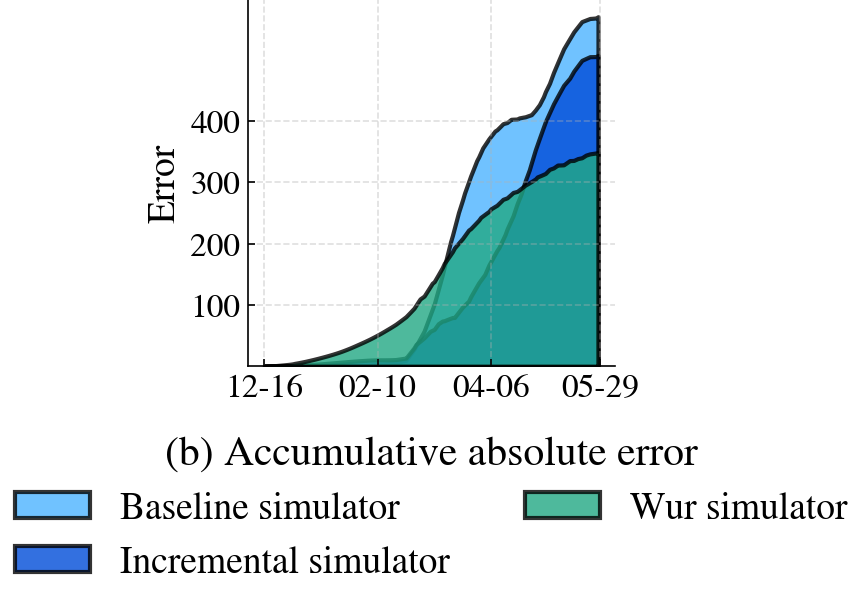 400
300
200
100
Error
12-16 02-10 04-06 05-29
(b) Accumulative absolute error
Baseline simulator Wur simulator
Incremental simulator